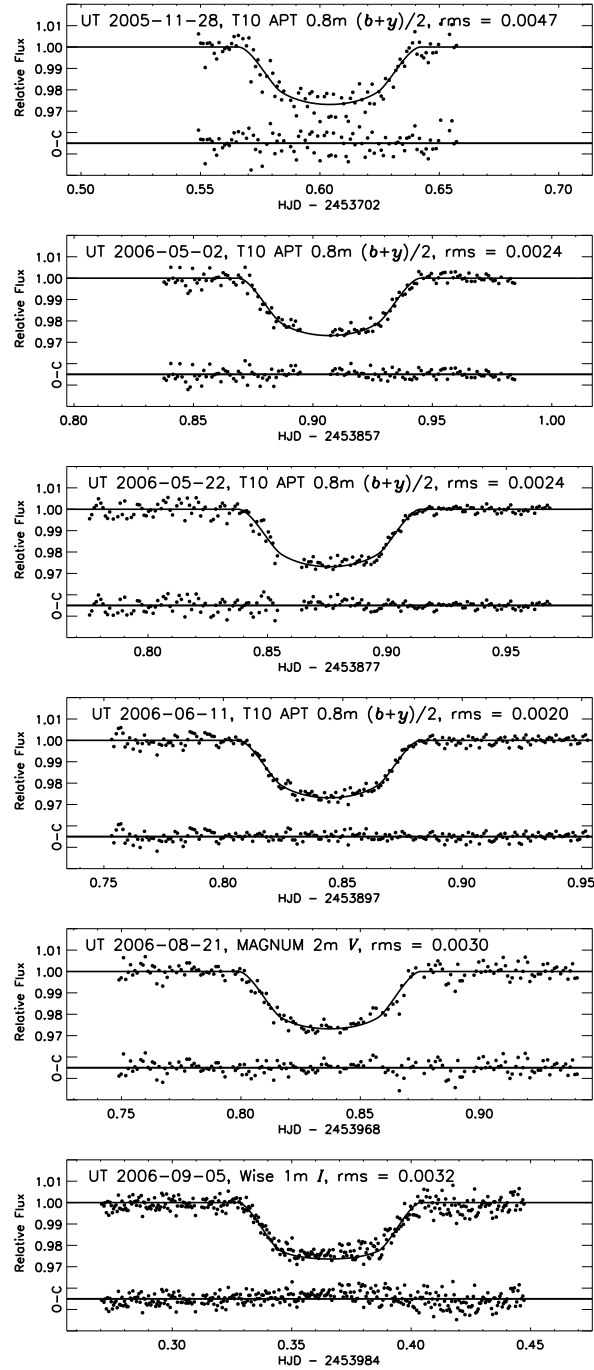 UT 2005-11-28, T10 APT 0.8m (b+y)/2, rms = 0.0047
1.00
0.99
0.98
0.97
Relative Flux
O-C
0.50 0.55 0.60 0.65 0.70
HJD - 2453702
UT 2006-05-02, T10 APT 0.8m (b+y)/2, rms = 0.0024
1.01
1.00
0.99
0.98
0.97
Relative Flux
O-C
0.80 0.85 0.90 0.95 1.00
HJD - 2453857
UT 2006-05-22, T10 APT 0.8m (b+y)/2, rms = 0.0024
1.01
1.00
0.99
0.98
0.97
Relative Flux
O-C
0.80 0.85 0.90 0.95
HJD - 2453877
UT 2006-06-11, T10 APT 0.8m (b+y)/2, rms = 0.0020
1.01
1.00
0.99
0.98
0.97
Relative Flux
O-C
0.75 0.80 0.85 0.90 0.95
HJD - 2453897
UT 2006-08-21, MAGNUM 2m V, rms = 0.0030
1.01
1.00
0.99
0.98
0.97
Relative Flux
O-C
0.75 0.80 0.85 0.90
HJD - 2453968
UT 2006-09-05, Wise 1m I, rms = 0.0032
1.01
1.00
0.99
0.98
0.97
Relative Flux
O-C
0.30 0.35 0.40 0.45
HJD - 2453984